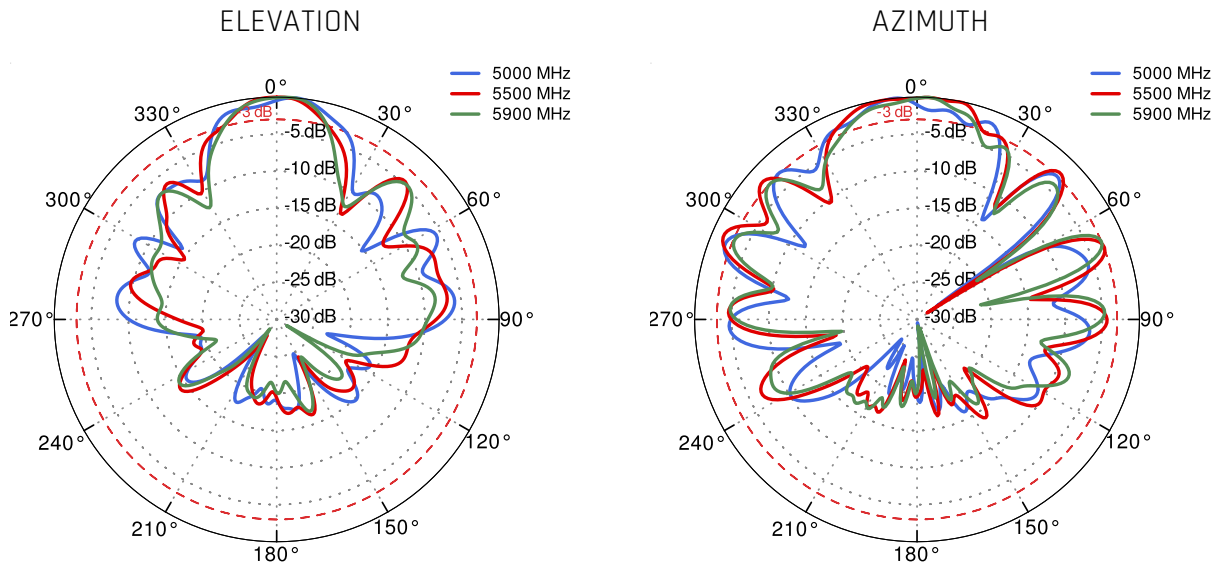 ELEVATION
5000 MHz
5500 MHz
5900 MHz
0°
330°
30°
-3 dB
-5 dB
-10 dB
300°
60°
-15 dB
-20 dB
-25 dB
270°
-30 dB
90°
240°
120°
210°
150°
180°
AZIMUTH
5000 MHz
5500 MHz
5900 MHz
0°
330°
30°
-3 dB
-5 dB
-10 dB
300°
60°
-15 dB
-20 dB
-25 dB
270°
-30 dB
90°
240°
120°
210°
150°
180°